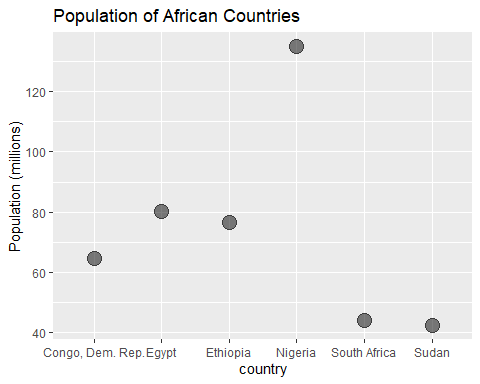 Population of African Countries
Population (millions)
120
100
80
60
40
Congo, Dem. Rep. Egypt Ethiopia Nigeria South Africa Sudan
country